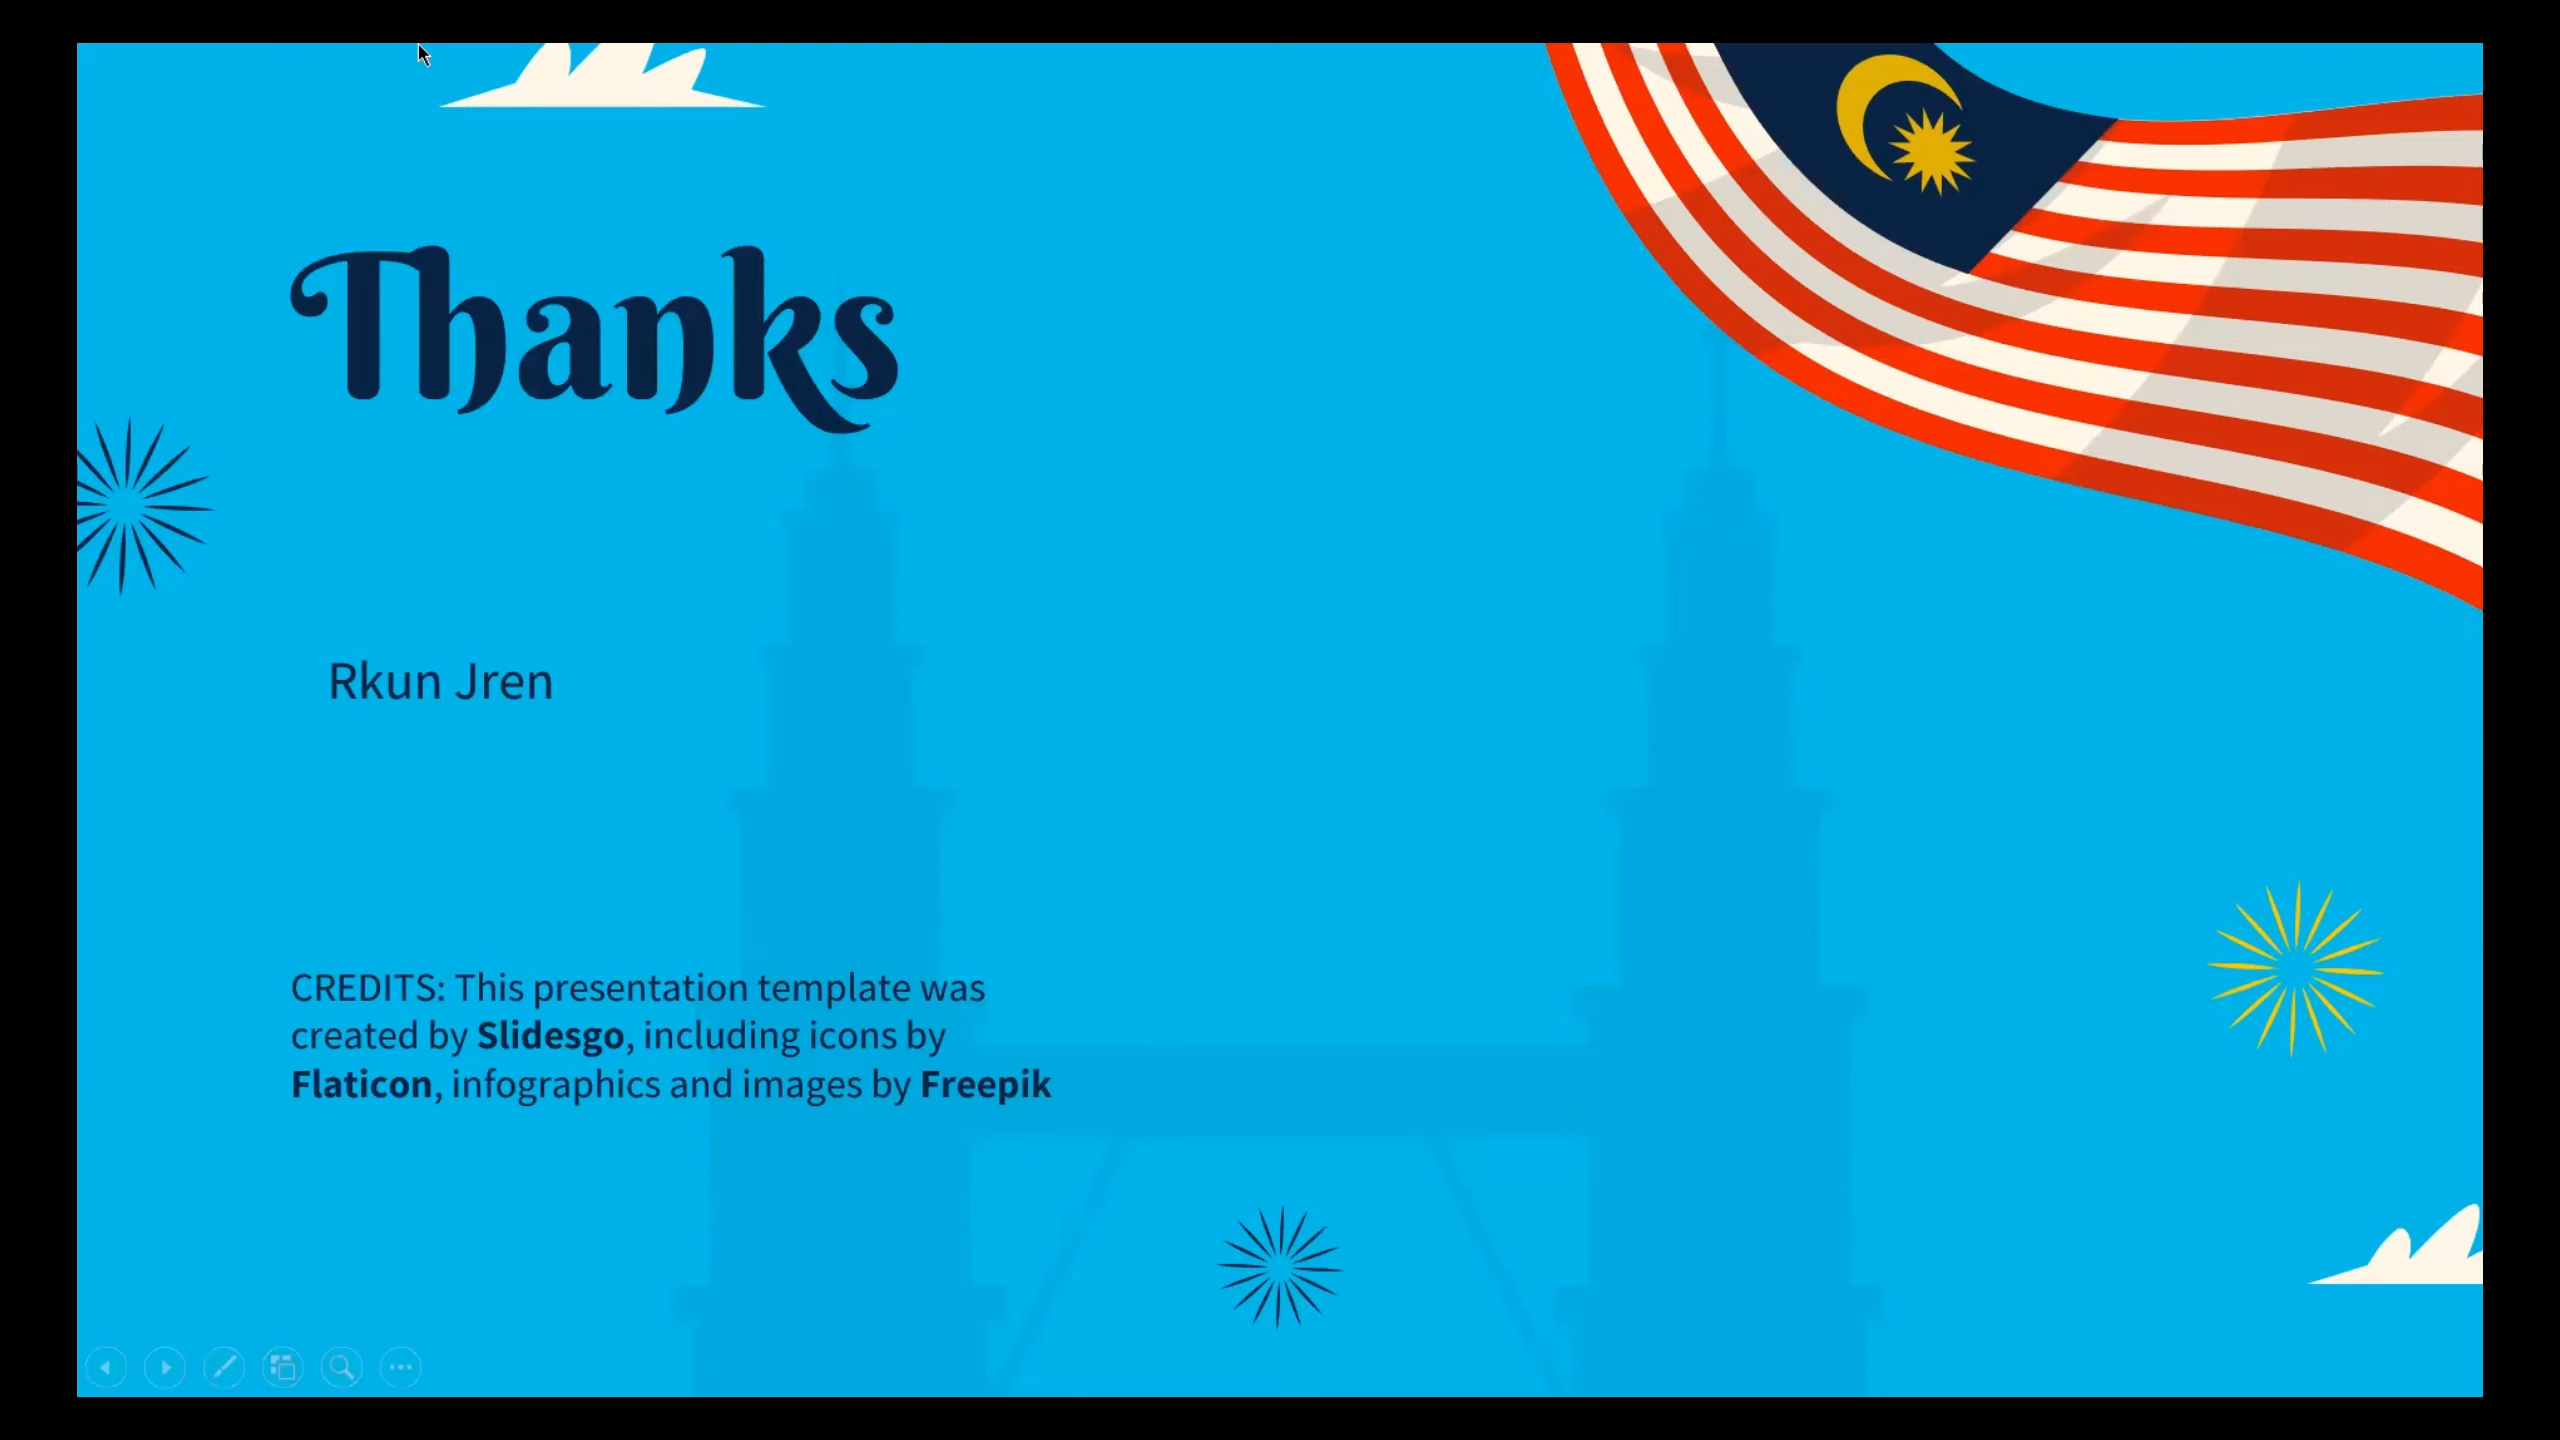 Thanks
Rkun Jren
CREDITS: This presentation template was
created by Slidesgo, including icons by
Flaticon, infographics and images by Freepik